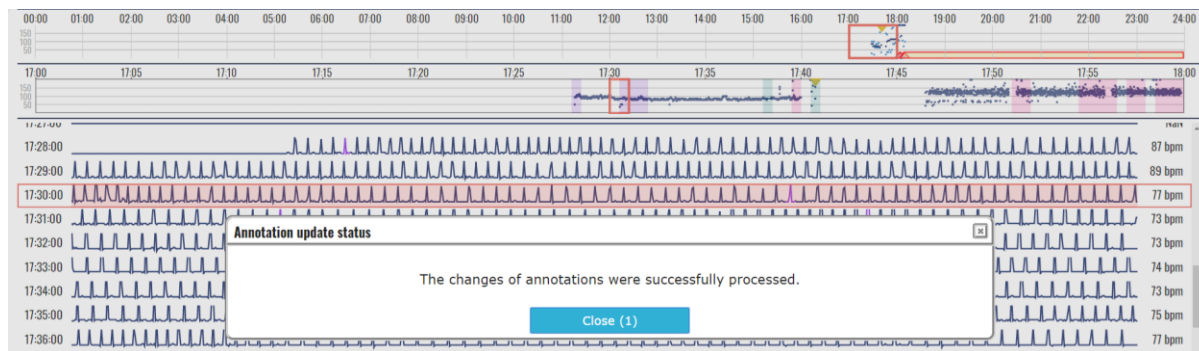 00:00 01:00 02:00 03:00 04:00 05:00 06:00 07:00 08:00 09:00 10:00 11:00 12:00 13:00 14:00 15:00 16:00 17:00 18:00 19:00 20:00 21:00 22:00 23:00 24:00
150
100
50
17:00 17:05 17:10 17:15 17:20 17:25 17:30 17:35 17:40 17:45 17:50 17:55 18:00
150
100
50
17:27:00 NaN
17:28:00 87 bpm
17:29:00 89 bpm
17:30:00 77 bpm
17:31:00 73 bpm
Annotation update status
17:32:00 73 bpm
17:33:00 74 bpm
The changes of annotations were successfully processed.
17:34:00 73 bpm
17:35:00 75 bpm
Close (1)
17:36:00 77 bpm